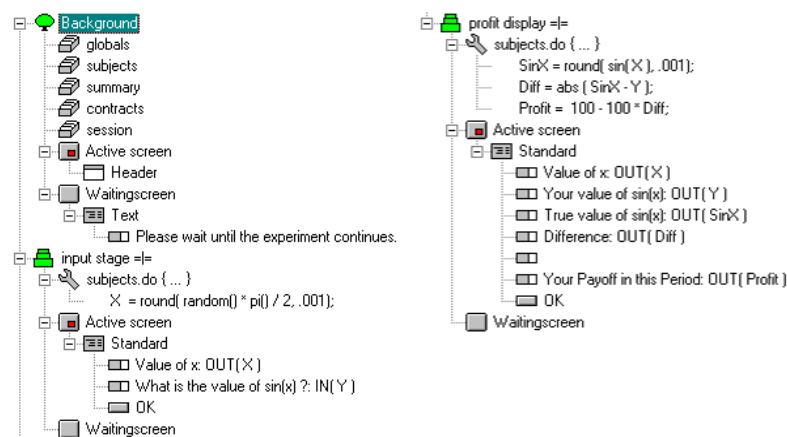 Background
globals
subjects
summary
contracts
session
Active screen
Header
Waitingscreen
Text
Please wait until the experiment continues.
input stage =|=
subjects.do { ... }
X = round( random() * pi() / 2, .001);
Active screen
Standard
Value of x: OUT( X )
What is the value of sin(x) ?: IN( Y )
OK
Waitingscreen
profit display =|=
subjects.do { ... }
SinX = round( sin( X ), .001);
Diff = abs ( SinX - Y );
Profit = 100 - 100 * Diff;
Active screen
Standard
Value of x: OUT( X )
Your value of sin(x): OUT( Y )
True value of sin(x): OUT( SinX )
Difference: OUT( Diff )
Your Payoff in this Period: OUT( Profit )
OK
Waitingscreen